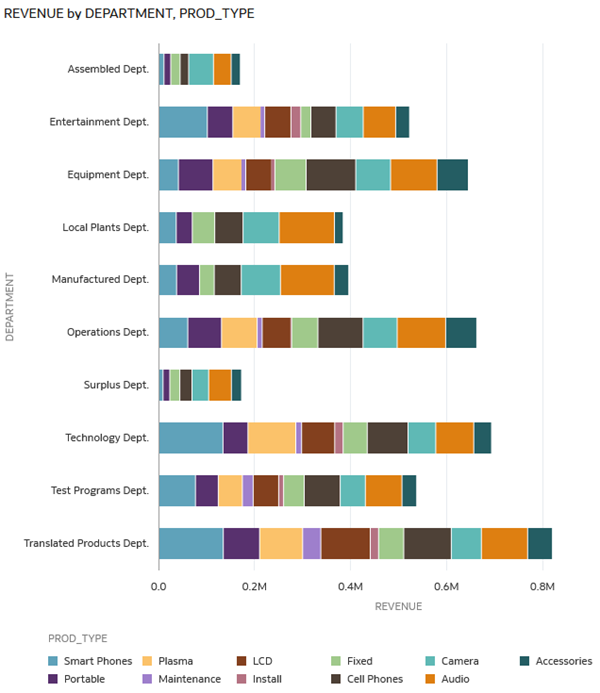 REVENUE by DEPARTMENT, PROD_TYPE
Assembled Dept.
Entertainment Dept.
Equipment Dept.
Local Plants Dept.
Manufactured Dept.
Operations Dept.
Surplus Dept.
Technology Dept.
Test Programs Dept.
Translated Products Dept.
DEPARTMENT
0.0 0.2M 0.4M 0.6M 0.8M
REVENUE
PROD_TYPE
Smart Phones Plasma LCD Fixed Camera Accessories
Portable Maintenance Install Cell Phones Audio